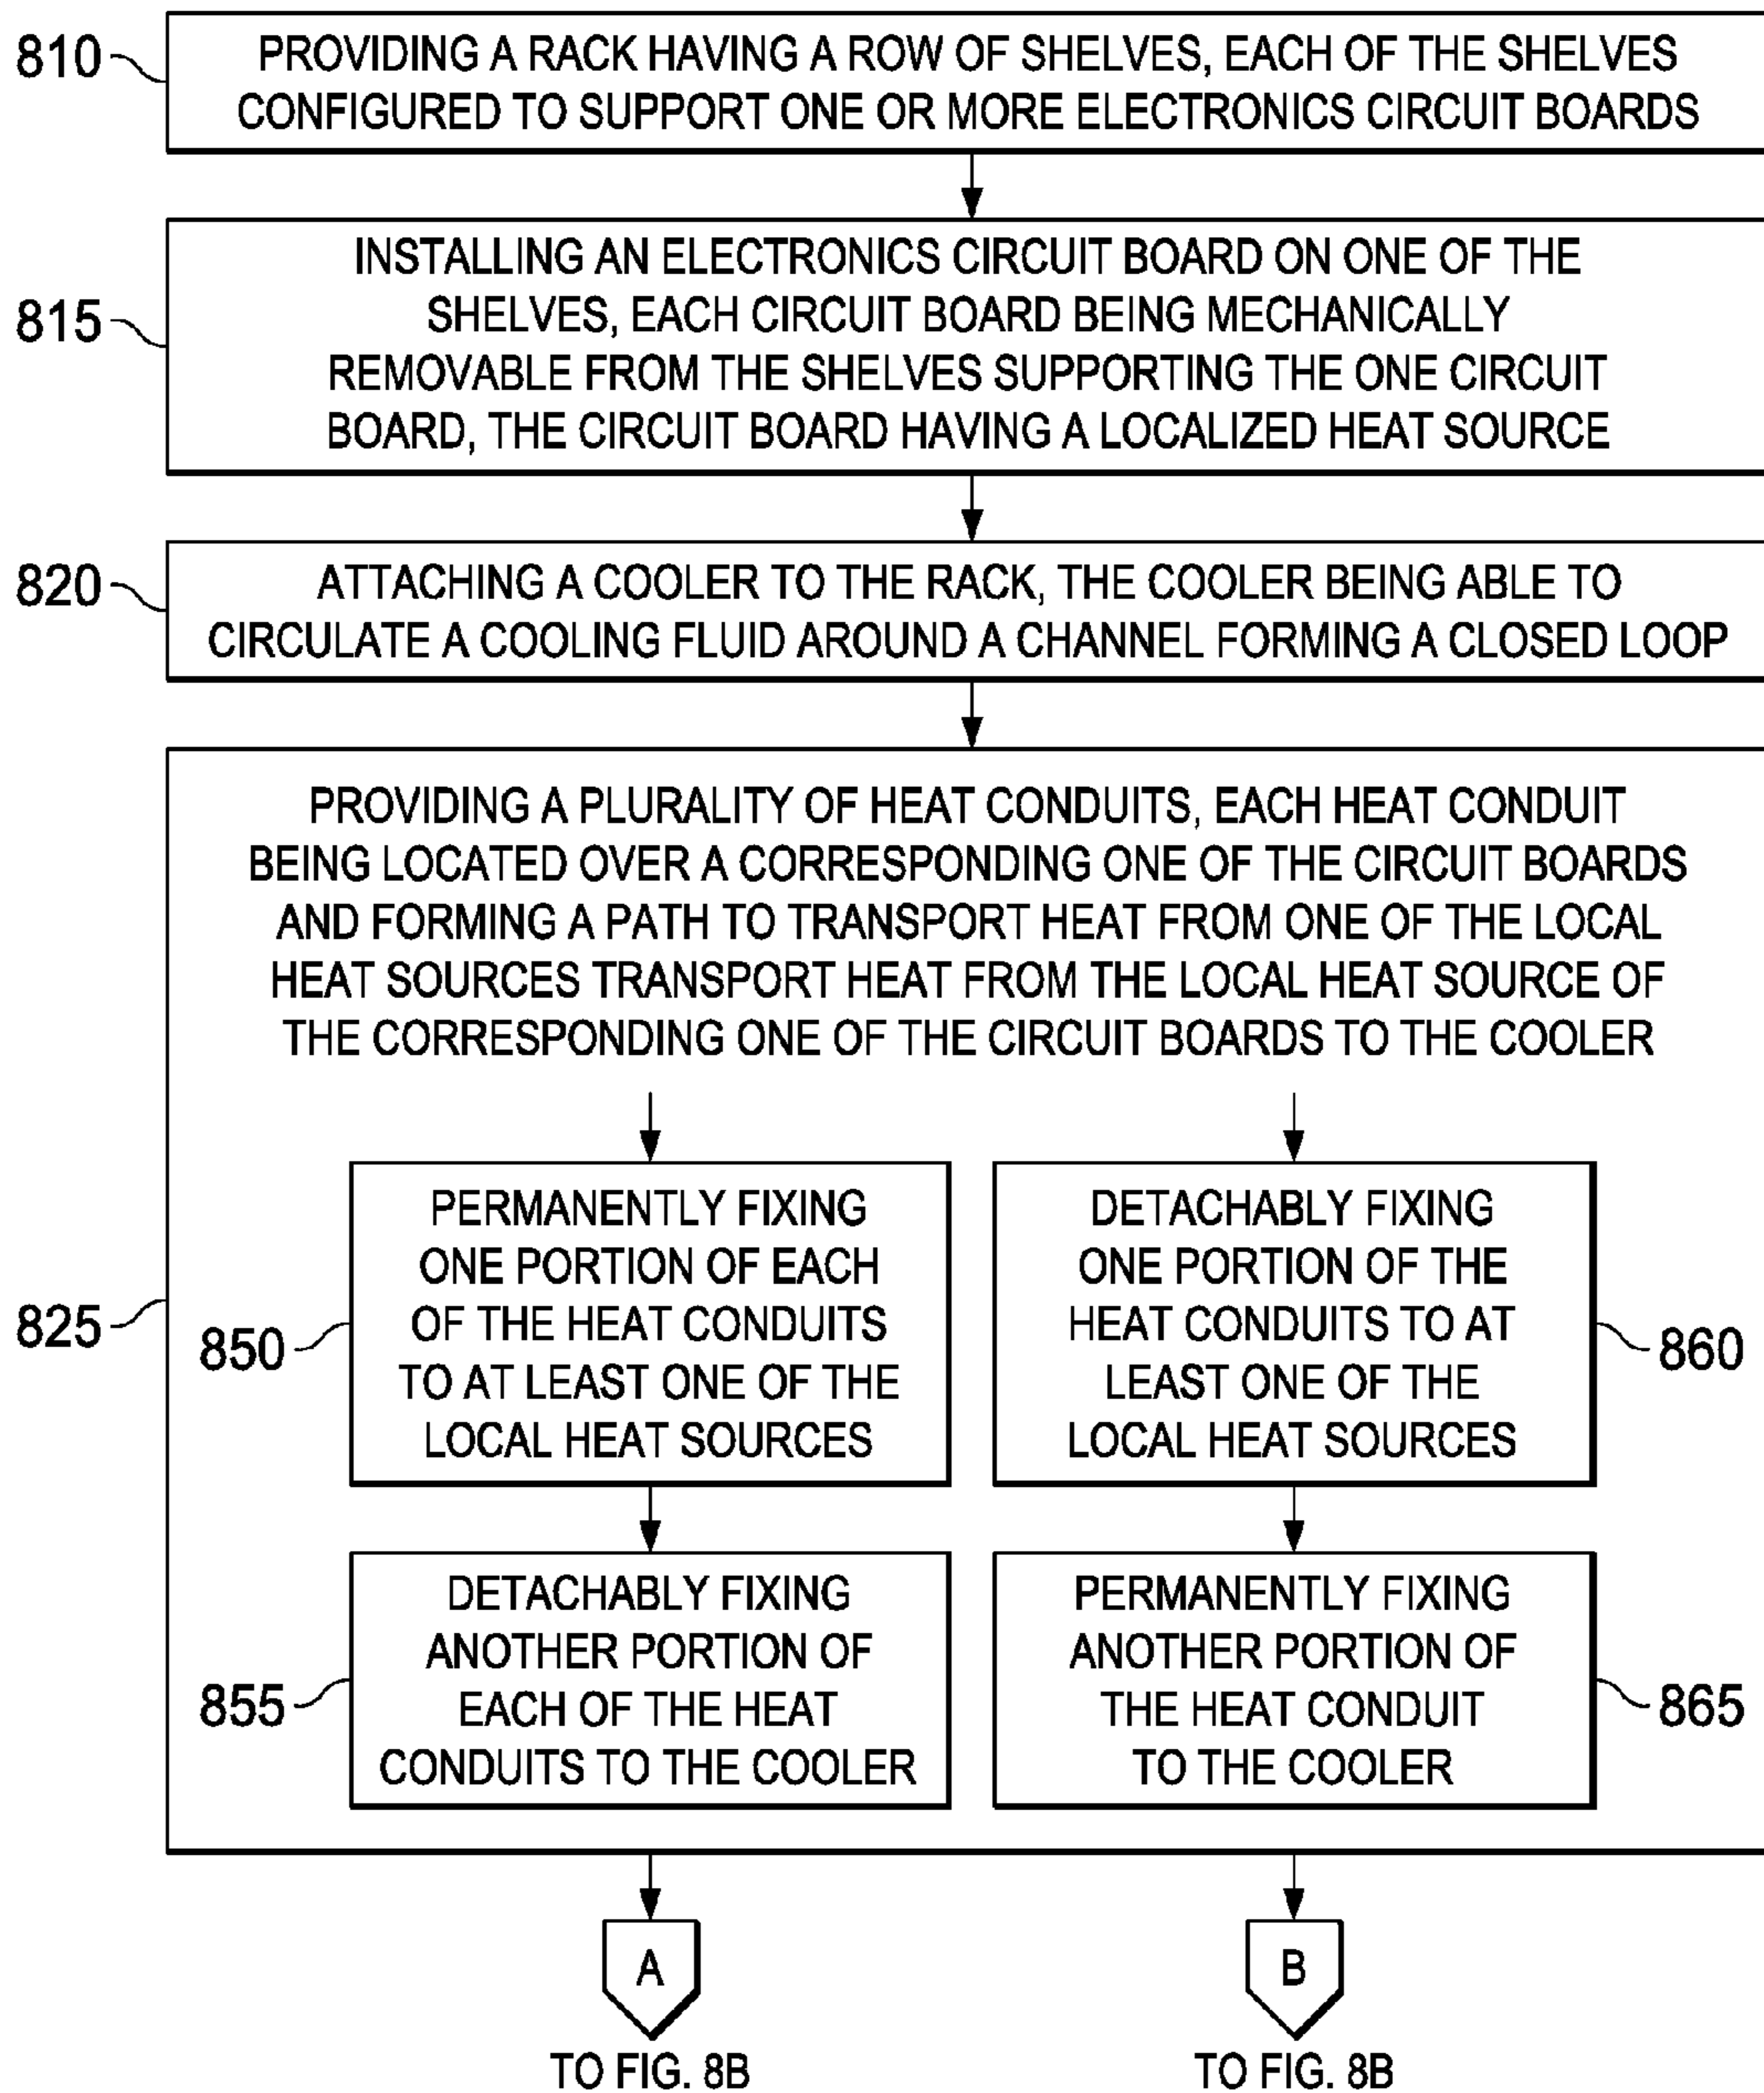 810
PROVIDING A RACK HAVING A ROW OF SHELVES, EACH OF THE SHELVES
CONFIGURED TO SUPPORT ONE OR MORE ELECTRONICS CIRCUIT BOARDS
815
INSTALLING AN ELECTRONICS CIRCUIT BOARD ON ONE OF THE
SHELVES, EACH CIRCUIT BOARD BEING MECHANICALLY
REMOVABLE FROM THE SHELVES SUPPORTING THE ONE CIRCUIT
BOARD, THE CIRCUIT BOARD HAVING A LOCALIZED HEAT SOURCE
820
ATTACHING A COOLER TO THE RACK, THE COOLER BEING ABLE TO
CIRCULATE A COOLING FLUID AROUND A CHANNEL FORMING A CLOSED LOOP
825
PROVIDING A PLURALITY OF HEAT CONDUITS, EACH HEAT CONDUIT
BEING LOCATED OVER A CORRESPONDING ONE OF THE CIRCUIT BOARDS
AND FORMING A PATH TO TRANSPORT HEAT FROM ONE OF THE LOCAL
HEAT SOURCES TRANSPORT HEAT FROM THE LOCAL HEAT SOURCE OF
THE CORRESPONDING ONE OF THE CIRCUIT BOARDS TO THE COOLER
850
PERMANENTLY FIXING
ONE PORTION OF EACH
OF THE HEAT CONDUITS
TO AT LEAST ONE OF THE
LOCAL HEAT SOURCES
860
DETACHABLY FIXING
ONE PORTION OF THE
HEAT CONDUITS TO AT
LEAST ONE OF THE
LOCAL HEAT SOURCES
855
DETACHABLY FIXING
ANOTHER PORTION OF
EACH OF THE HEAT
CONDUITS TO THE COOLER
865
PERMANENTLY FIXING
ANOTHER PORTION OF
THE HEAT CONDUIT
TO THE COOLER
A
TO FIG. 8B
B
TO FIG. 8B